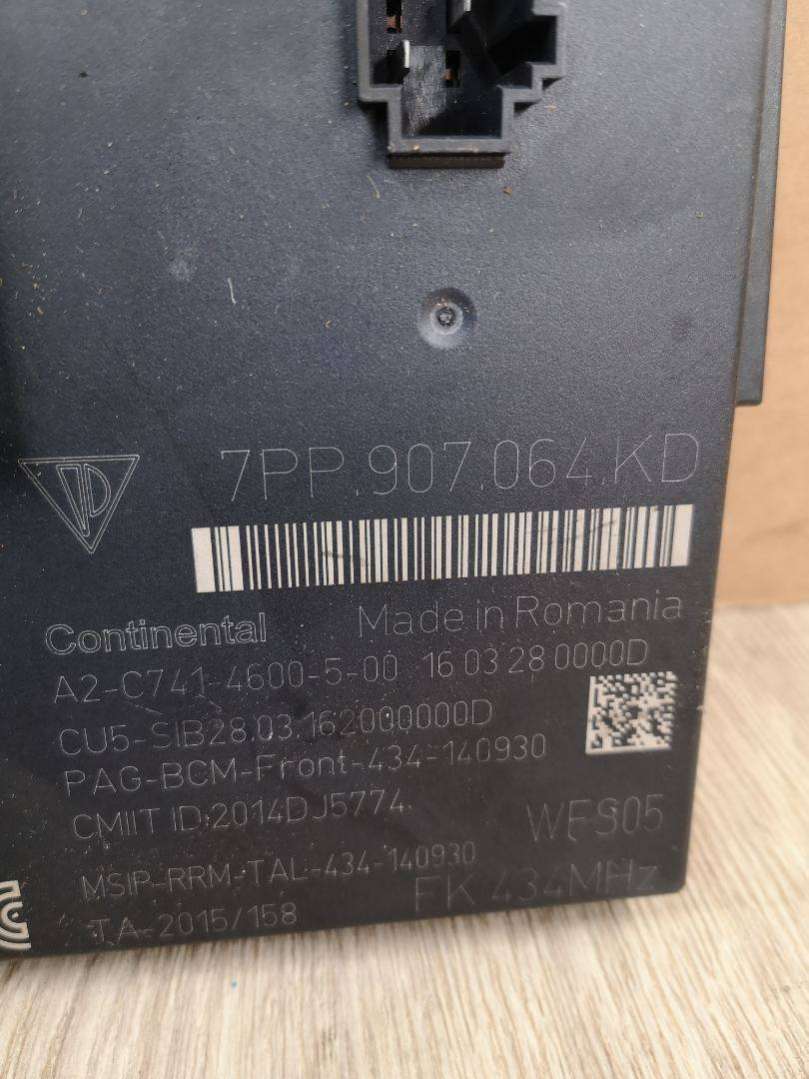 7PP.907.064.KD
Continental Made in Romania
A2-C741-4600-5-00 16 03 28 0000D
CU5-SIB28.03.162000000D
PAG-BCM-Front-434-140930
CMIIT ID:2014DJ5774
WFS05
MSIP-RRM-TAL-434-140930
FK 434MHz
TA-2015/158